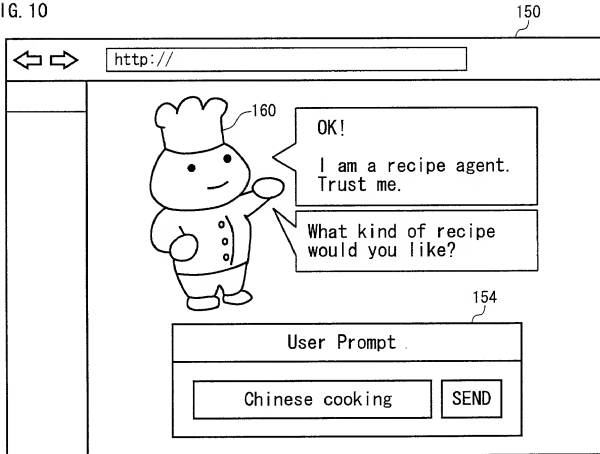 IG. 10
150
http://
160
OK!
I am a recipe agent.
Trust me.
What kind of recipe
would you like?
154
User Prompt
Chinese cooking
SEND